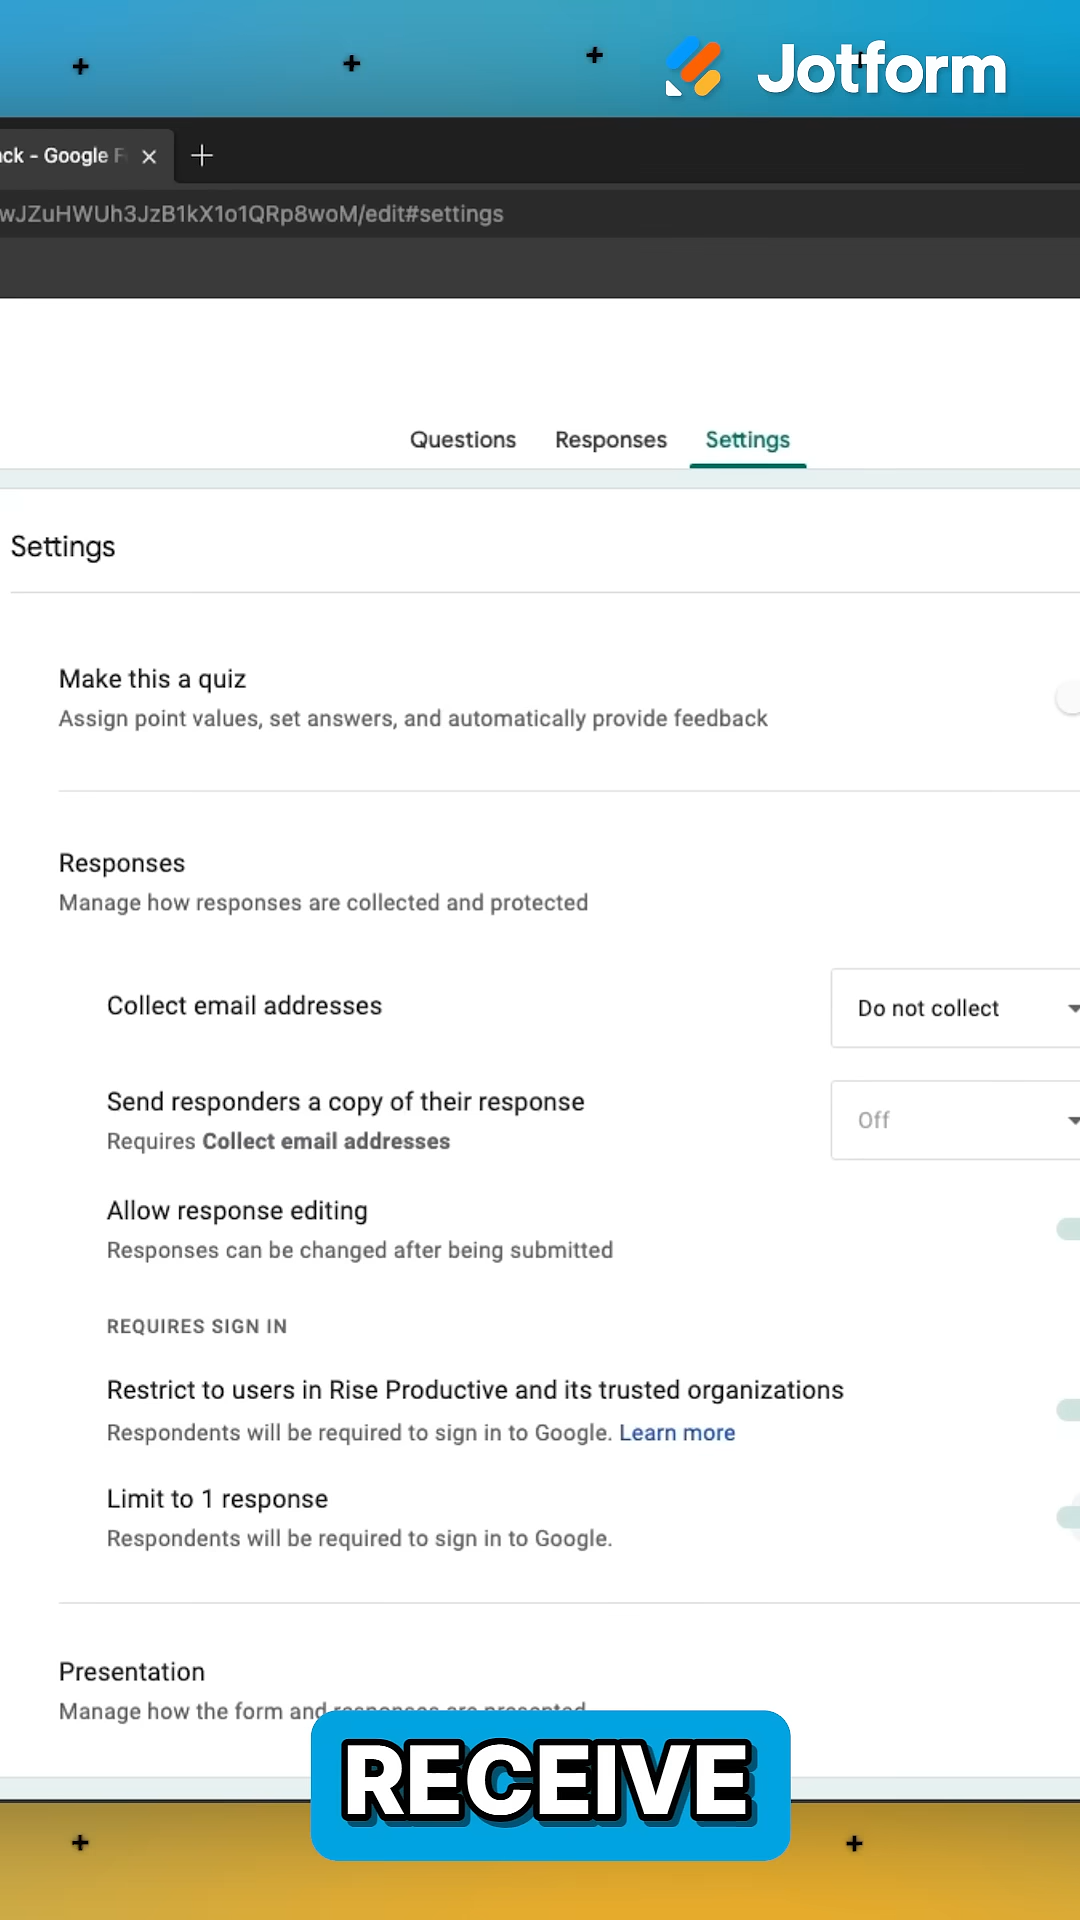 Jotform
ack - Google F
wJZuHWUh3JzB1kX1o1QRp8woM/edit#settings
Questions Responses Settings
Settings
Make this a quiz
Assign point values, set answers, and automatically provide feedback
Responses
Manage how responses are collected and protected
Collect email addresses
Do not collect
Send responders a copy of their response
Requires Collect email addresses
Off
Allow response editing
Responses can be changed after being submitted
REQUIRES SIGN IN
Restrict to users in Rise Productive and its trusted organizations
Respondents will be required to sign in to Google. Learn more
Limit to 1 response
Respondents will be required to sign in to Google.
Presentation
Manage how the form and responses are presented
RECEIVE